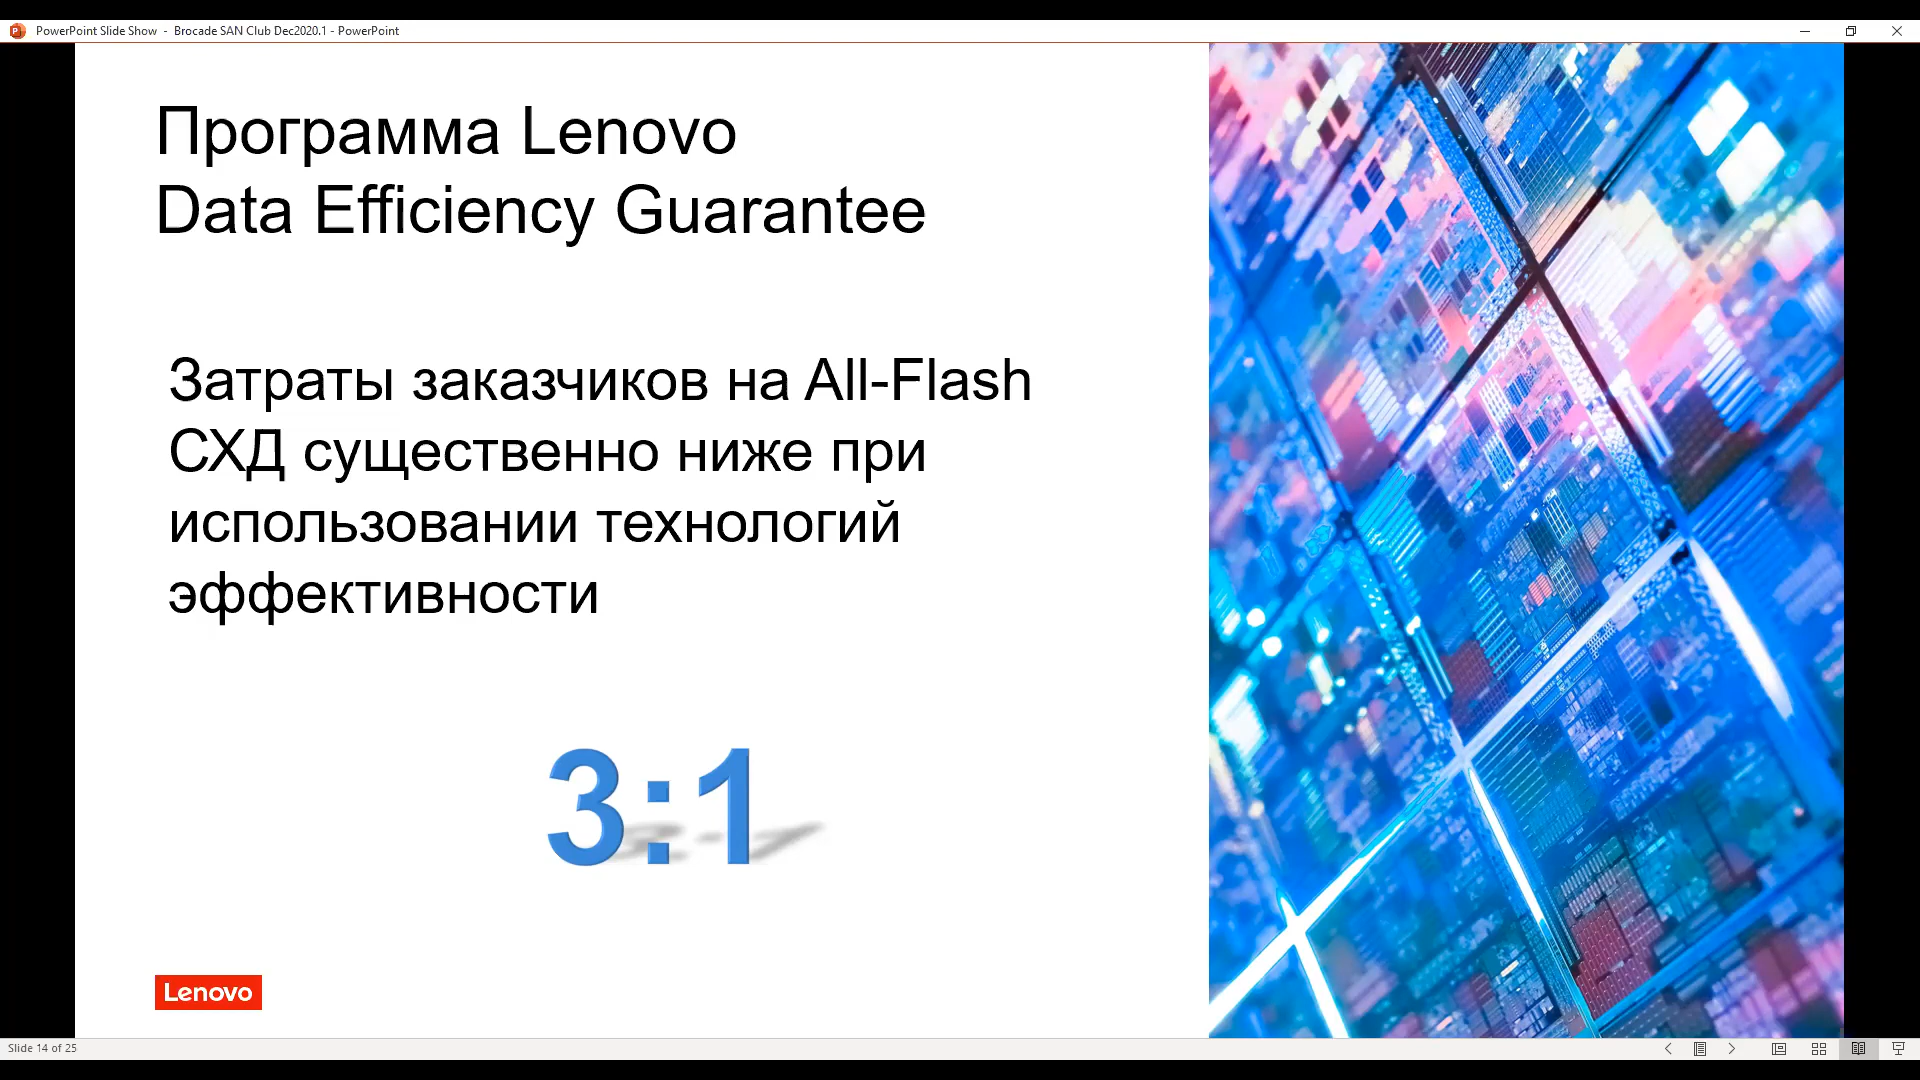 PowerPoint Slide Show - Brocade SAN Club Dec2020.1 - PowerPoint
Программа Lenovo
Data Efficiency Guarantee
Затраты заказчиков на All-Flash
СХД существенно ниже при
использовании технологий
эффективности
3:1
Lenovo
Slide 14 of 25